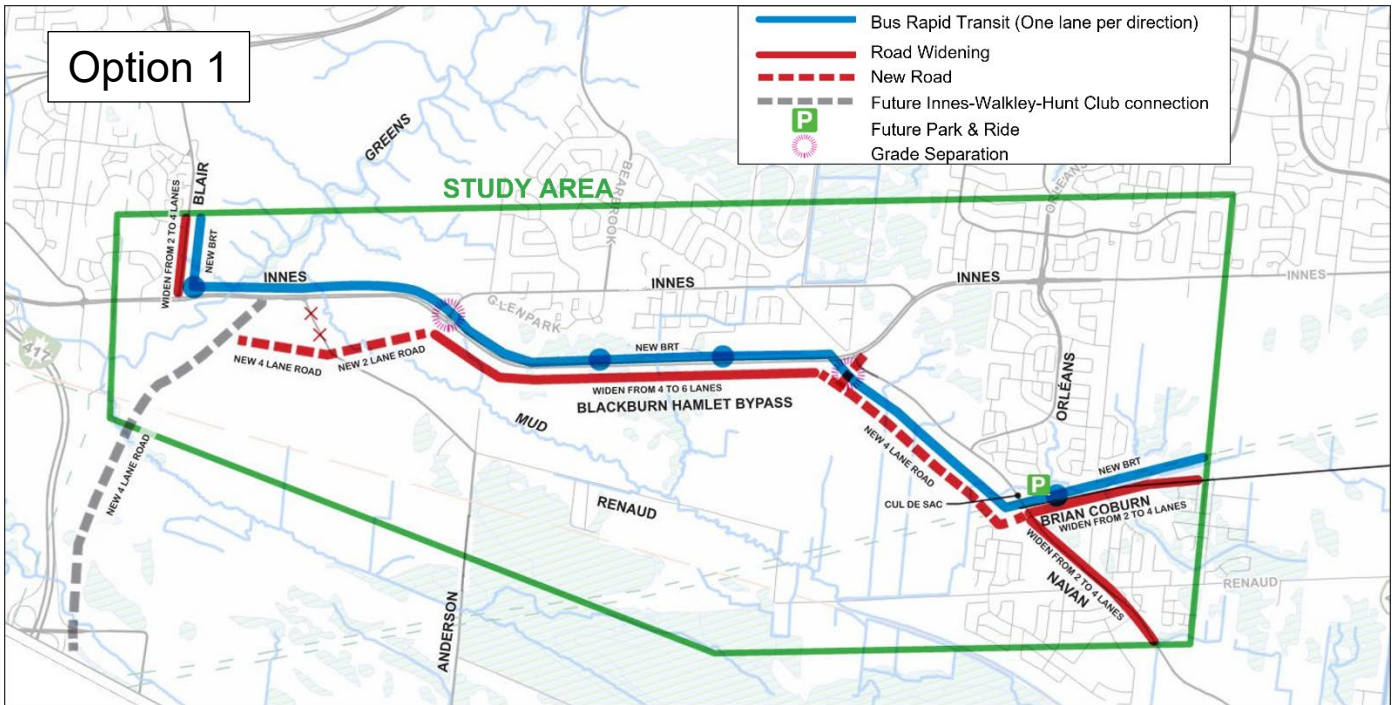 Option 1
Bus Rapid Transit (One lane per direction)
Road Widening
New Road
Future Innes-Walkley-Hunt Club connection
P
Future Park & Ride
Grade Separation
GREENS
BLAIR
BEARBROOK
ORLÉANS
STUDY AREA
WIDEN FROM 2 TO 4 LANES
NEW BRT
INNES
INNES
INNES
INNES
GLENPARK
417
NEW 4 LANE ROAD
NEW 2 LANE ROAD
NEW BRT
WIDEN FROM 4 TO 6 LANES
BLACKBURN HAMLET BYPASS
ORLÉANS
MUD
NEW 4 LANE ROAD
NEW 4 LANE ROAD
RENAUD
NEW BRT
P
CUL DE SAC
BRIAN COBURN
WIDEN FROM 2 TO 4 LANES
WIDEN FROM 2 TO 4 LANES
NAVAN
RENAUD
ANDERSON